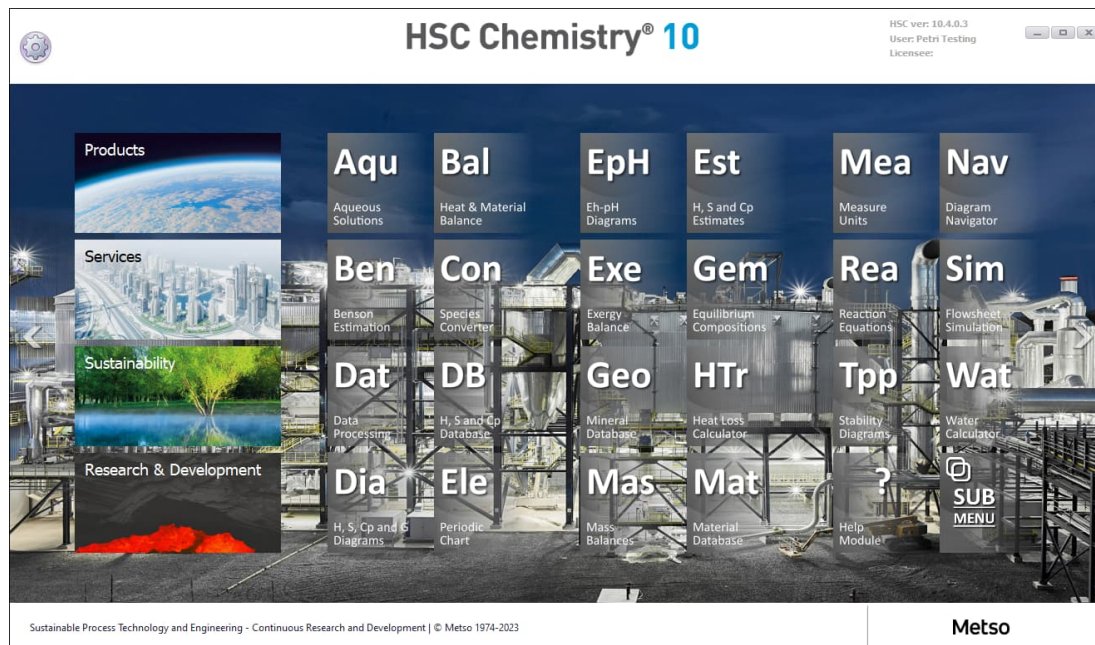 HSC Chemistry® 10
HSC ver: 10.4.0.3
User: Petri Testing
Licensee:
Products
Services
Sustainability
Research & Development
Aqu
Aqueous
Solutions
Bal
Heat & Material
Balance
EpH
Eh-pH
Diagrams
Est
H, S and Cp
Estimates
Mea
Measure
Units
Nav
Diagram
Navigator
Ben
Benson
Estimation
Con
Species
Converter
Exe
Exergy
Balance
Gem
Equilibrium
Compositions
Rea
Reaction
Equations
Sim
Flowsheet
Simulation
Dat
Data
Processing
DB
H, S and Cp
Database
Geo
Mineral
Database
HTr
Heat Loss
Calculator
Tpp
Stability
Diagrams
Wat
Water
Calculator
Dia
H, S, Cp and G
Diagrams
Ele
Periodic
Chart
Mas
Mass
Balances
Mat
Material
Database
?
Help
Module
SUB
MENU
Sustainable Process Technology and Engineering - Continuous Research and Development | © Metso 1974-2023
Metso